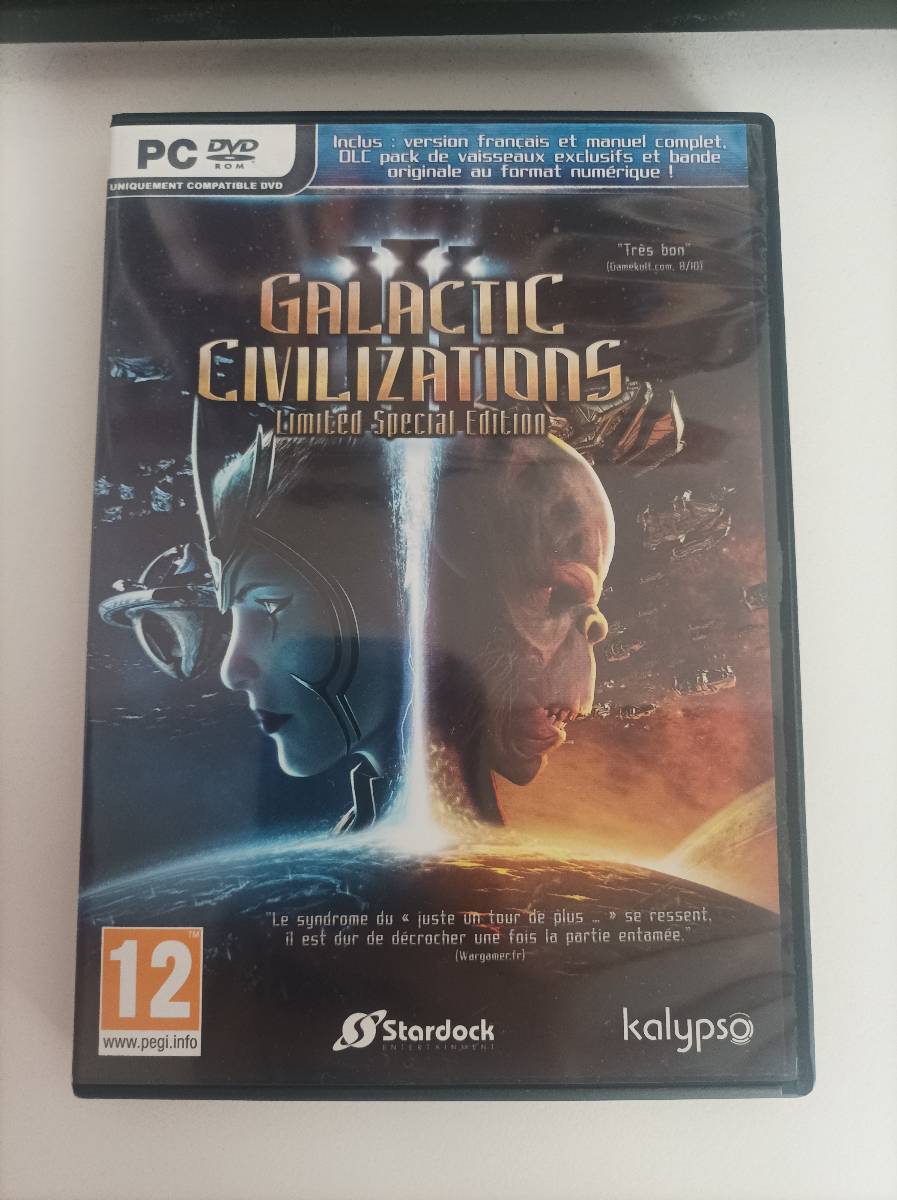 PC DVD
ROM
UNIQUEMENT COMPATIBLE DVD
Inclus : version français et manuel complet,
DLC pack de vaisseaux exclusifs et bande
originale au format numérique !
"Très bon"
(Gamekult.com, 8/10)
III
GALACTIC
CIVILIZATIONS
Limited Special Edition
"Le syndrome du « juste un tour de plus ... » se ressent,
il est dur de décrocher une fois la partie entamée."
(Wargamer.fr)
12 TM
www.pegi.info
Stardock
ENTERTAINMENT
kalypso